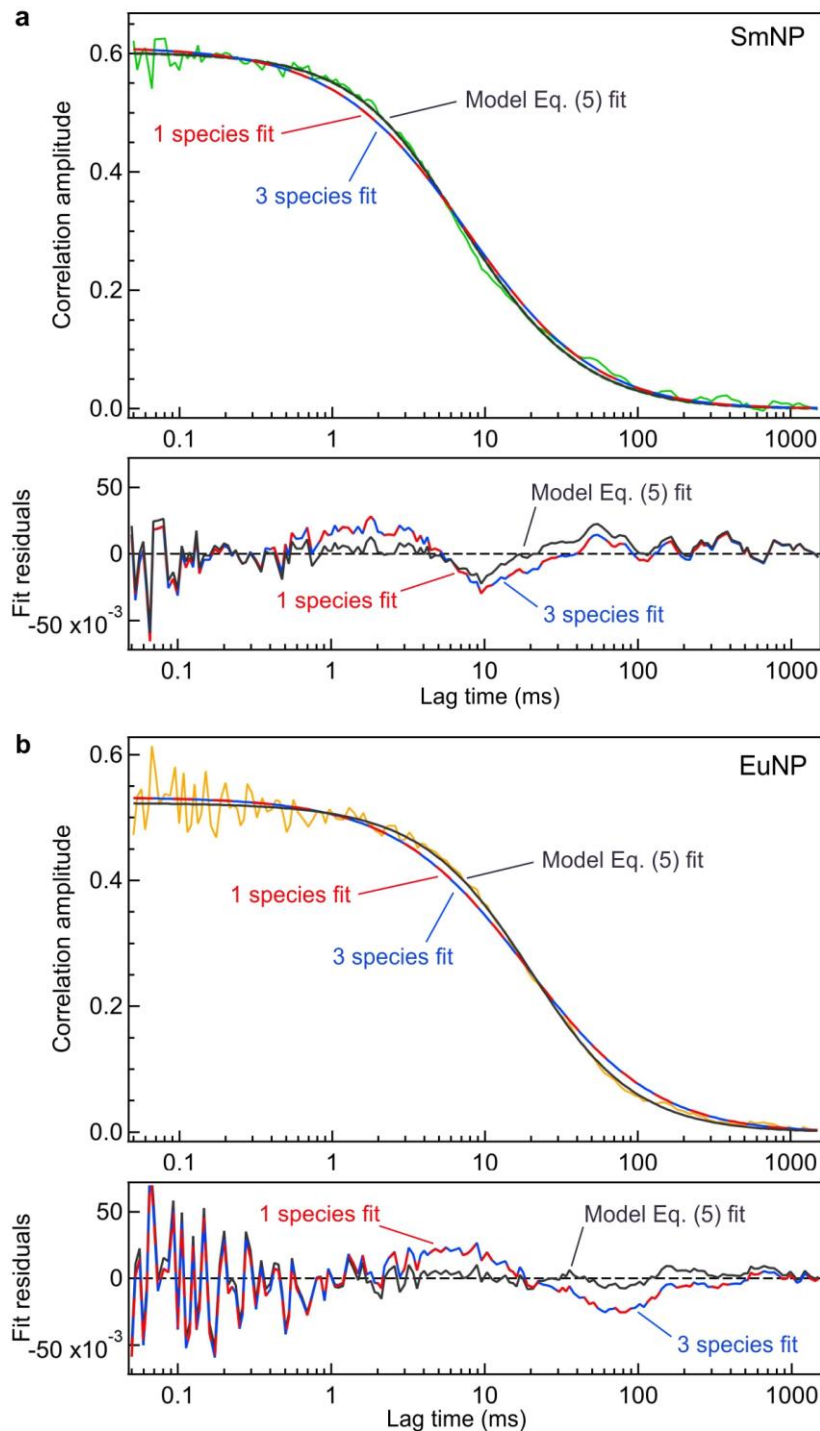 a
SmNP
0.6
Model Eq. (5) fit
1 species fit
0.4
3 species fit
Correlation amplitude
0.2
0.0
0.1 1 10 100 1000
50
Model Eq. (5) fit
0
1 species fit
3 species fit
-50 x10⁻³
Fit residuals
0.1 1 10 100 1000
Lag time (ms)
b
EuNP
0.6
Model Eq. (5) fit
0.4
1 species fit
3 species fit
Correlation amplitude
0.2
0.0
0.1 1 10 100 1000
50
1 species fit
Model Eq. (5) fit
0
3 species fit
-50 x10⁻³
Fit residuals
0.1 1 10 100 1000
Lag time (ms)